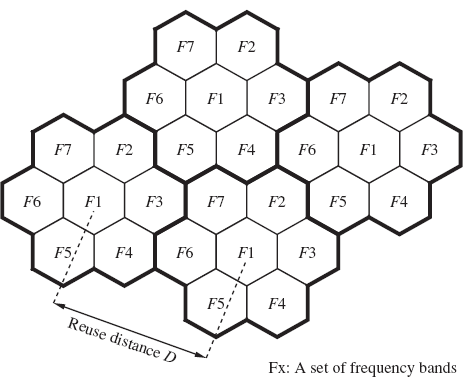 F7 F2
F6 F1 F3 F7 F2
F7 F2 F5 F4 F6 F1 F3
F6 F1 F3 F7 F2 F5 F4
F5 F4 F6 F1 F3
F5 F4
Reuse distance D
Fx: A set of frequency bands